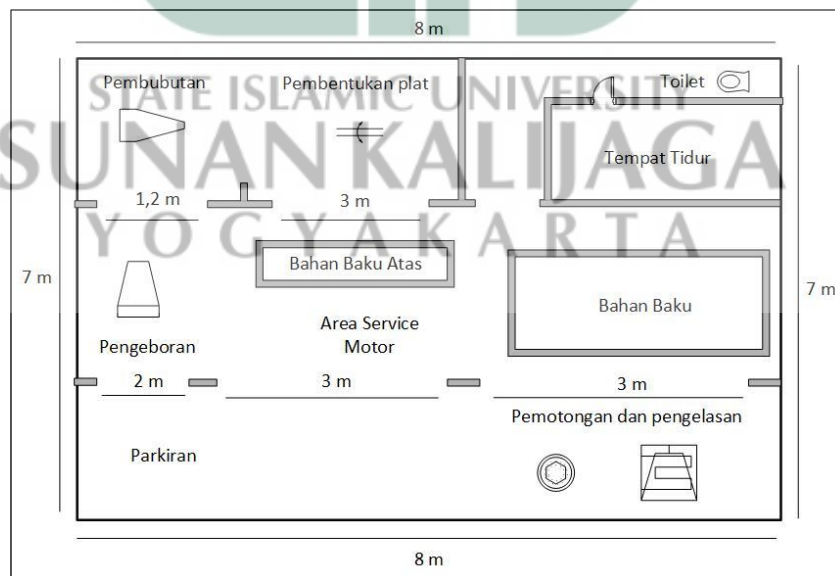 8 m
Pembubutan
Pembentukan plat
Toilet
STATE ISLAMIC UNIVERSITY
SUNAN KALIJAGA
YOGYAKARTA
Tempat Tidur
1,2 m
3 m
Bahan Baku Atas
7 m
7 m
Bahan Baku
Area Service
Motor
Pengeboran
2 m
3 m
3 m
Pemotongan dan pengelasan
Parkiran
8 m